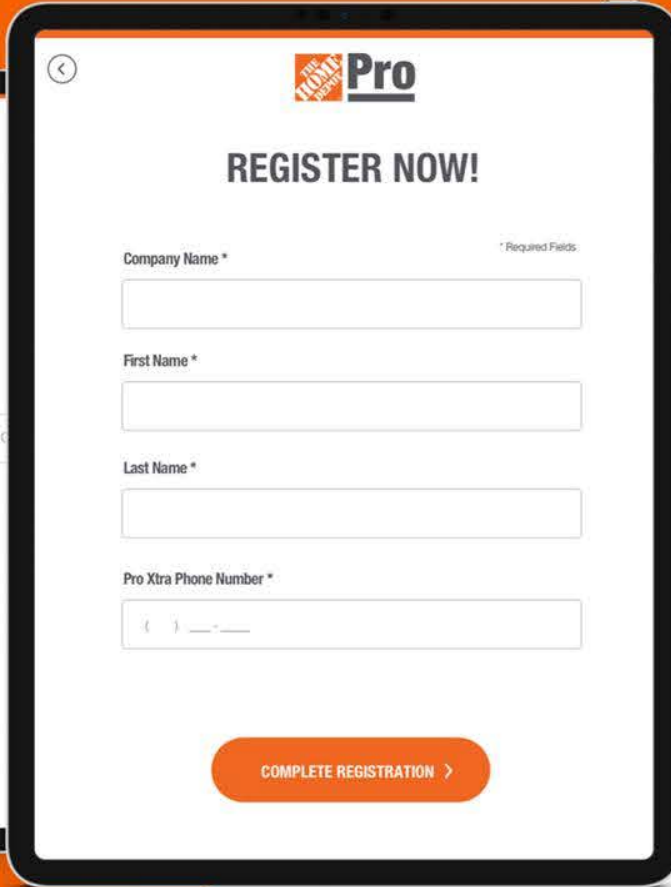 THE
HOME
DEPOT
Pro
REGISTER NOW!
* Required Fields
Company Name *
First Name *
Last Name *
Pro Xtra Phone Number *
( ) ___-____
COMPLETE REGISTRATION